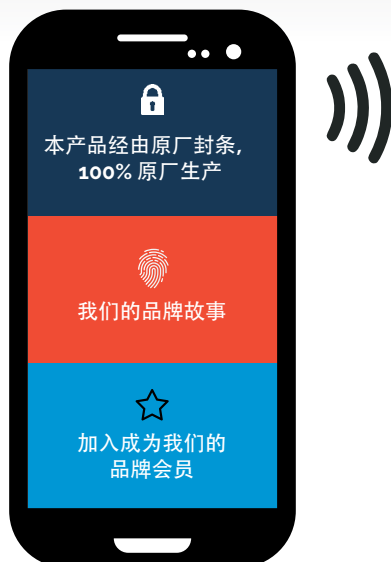 本产品经由原厂封条,
100% 原厂生产
我们的品牌故事
加入成为我们的
品牌会员